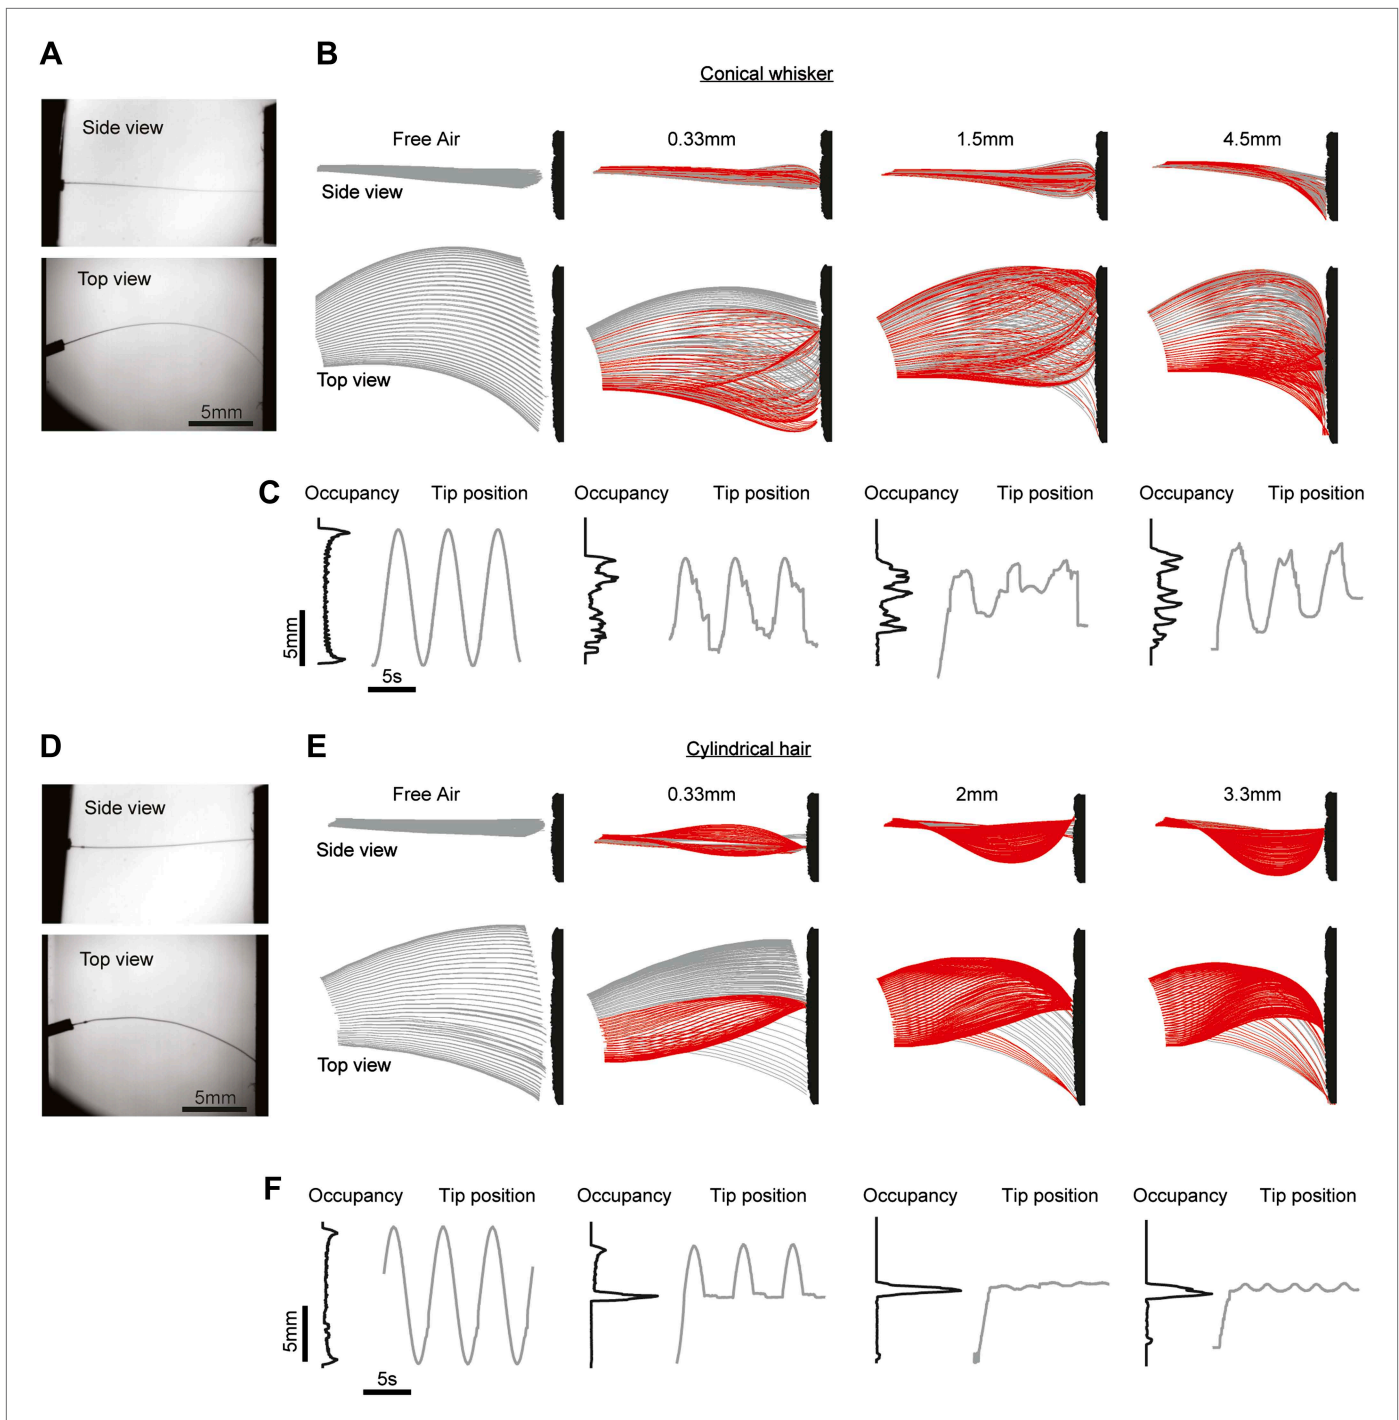 A
B
Conical whisker
Side view
Free Air
0.33mm
1.5mm
4.5mm
Side view
Top view
5mm
Top view
C
Occupancy
Tip position
Occupancy
Tip position
Occupancy
Tip position
Occupancy
Tip position
5mm
5s
D
E
Cylindrical hair
Side view
Free Air
0.33mm
2mm
3.3mm
Side view
Top view
5mm
Top view
F
Occupancy
Tip position
Occupancy
Tip position
Occupancy
Tip position
Occupancy
Tip position
5mm
5s